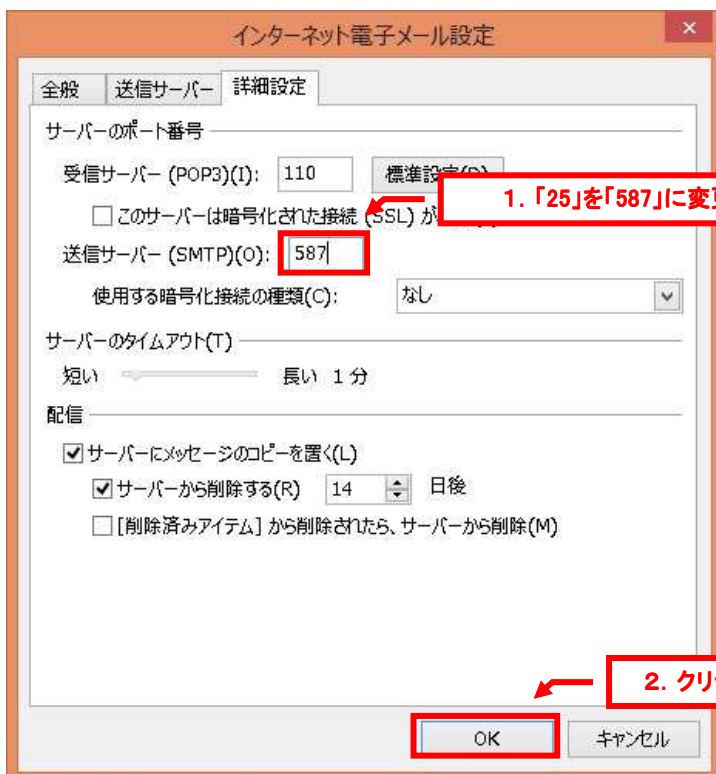 インターネット電子メール設定
全般 送信サーバー 詳細設定
サーバーのポート番号
受信サーバー (POP3)(I): 110 標準設定
1.「25」を「587」に変
このサーバーは暗号化された接続 (SSL) が
送信サーバー (SMTP)(O): 587
使用する暗号化接続の種類(C): なし
サーバーのタイムアウト(T)
短い 長い 1 分
配信
サーバーにメッセージのコピーを置く(L)
サーバーから削除する(R) 14 日後
[削除済みアイテム] から削除されたら、サーバーから削除(M)
2. クリ
OK キャンセル